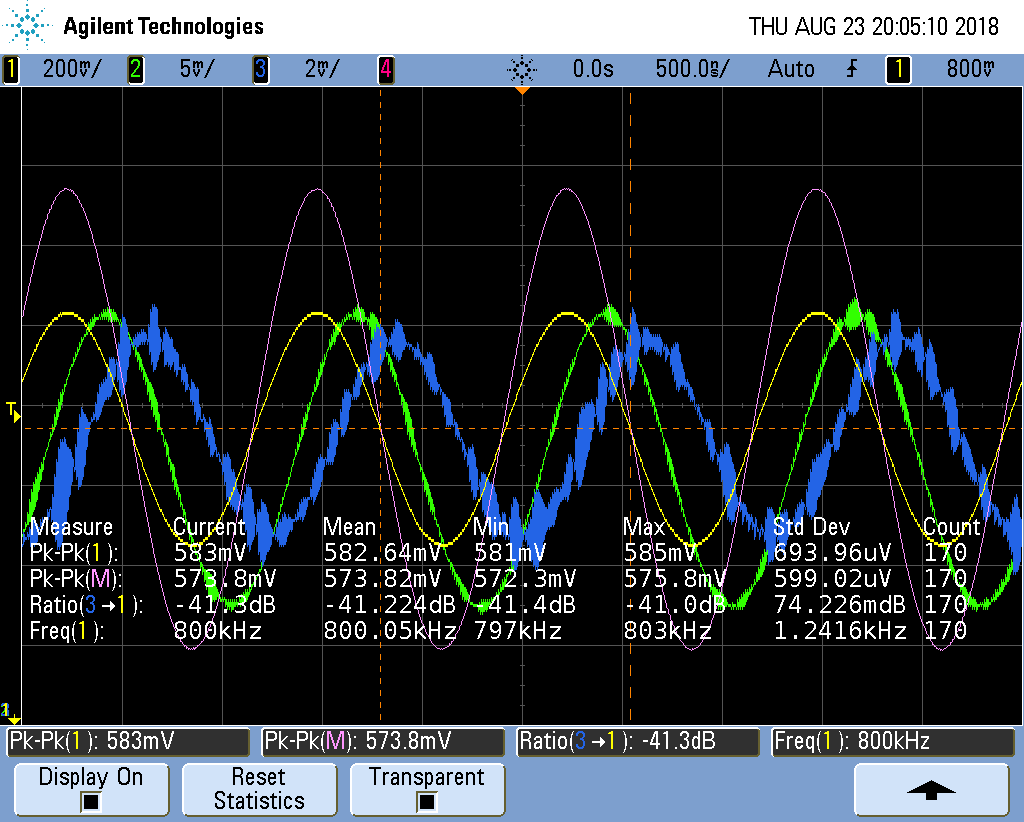 Agilent Technologies THU AUG 23 20:05:10 2018
1 200mV/ 2 5mV/ 3 2mV/ 4 0.0s 500.0ns/ Auto 1 800mV
T
Measure Current Mean Min Max Std Dev Count
Pk-Pk(1): 583mV 582.64mV 581mV 585mV 693.96uV 170
Pk-Pk(M): 573.8mV 573.82mV 572.3mV 575.8mV 599.02uV 170
Ratio(3→1): -41.3dB -41.224dB -41.4dB -41.0dB 74.226mdB 170
Freq(1): 800kHz 800.05kHz 797kHz 803kHz 1.2416kHz 170
Pk-Pk(1): 583mV Pk-Pk(M): 573.8mV Ratio(3→1): -41.3dB Freq(1): 800kHz
Display On Reset Transparent
Statistics